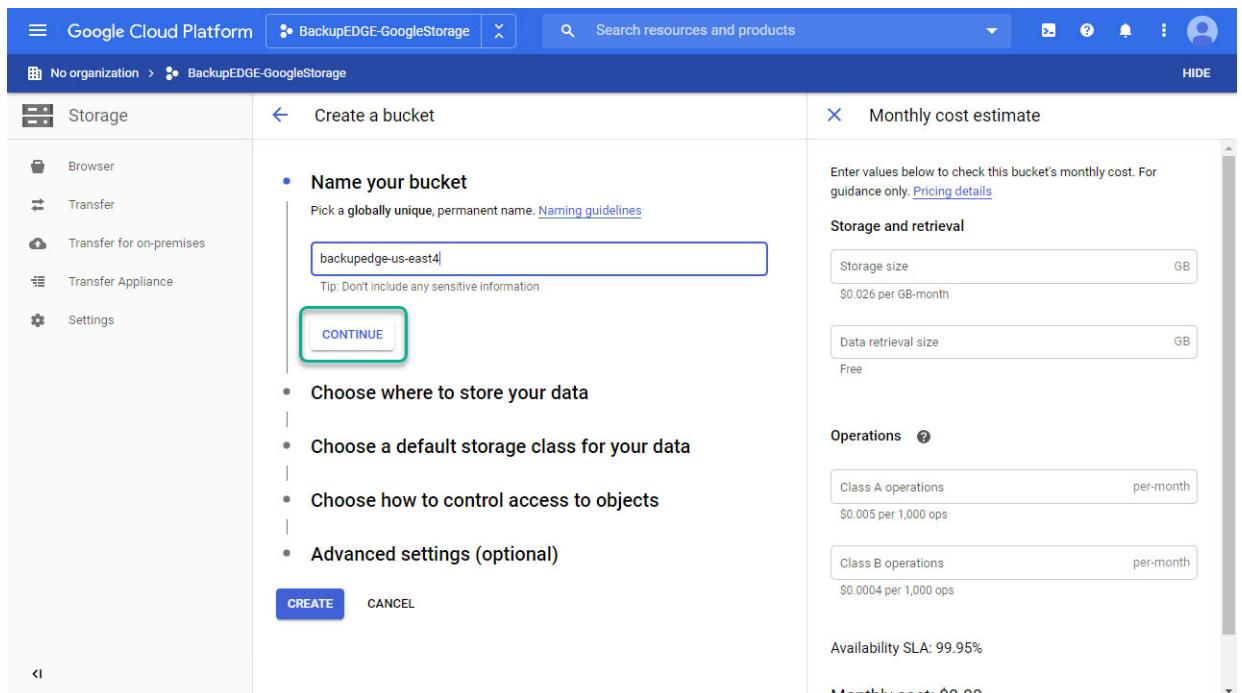 Google Cloud Platform
BackupEDGE-GoogleStorage
Search resources and products
No organization > BackupEDGE-GoogleStorage
HIDE
Storage
Browser
Transfer
Transfer for on-premises
Transfer Appliance
Settings
Create a bucket
Name your bucket
Pick a globally unique, permanent name. Naming guidelines
backupedge-us-east4
Tip: Don't include any sensitive information
CONTINUE
Choose where to store your data
Choose a default storage class for your data
Choose how to control access to objects
Advanced settings (optional)
CREATE CANCEL
Monthly cost estimate
Enter values below to check this bucket's monthly cost. For
guidance only. Pricing details
Storage and retrieval
Storage size GB
$0.026 per GB-month
Data retrieval size GB
Free
Operations
Class A operations per-month
$0.005 per 1,000 ops
Class B operations per-month
$0.0004 per 1,000 ops
Availability SLA: 99.95%